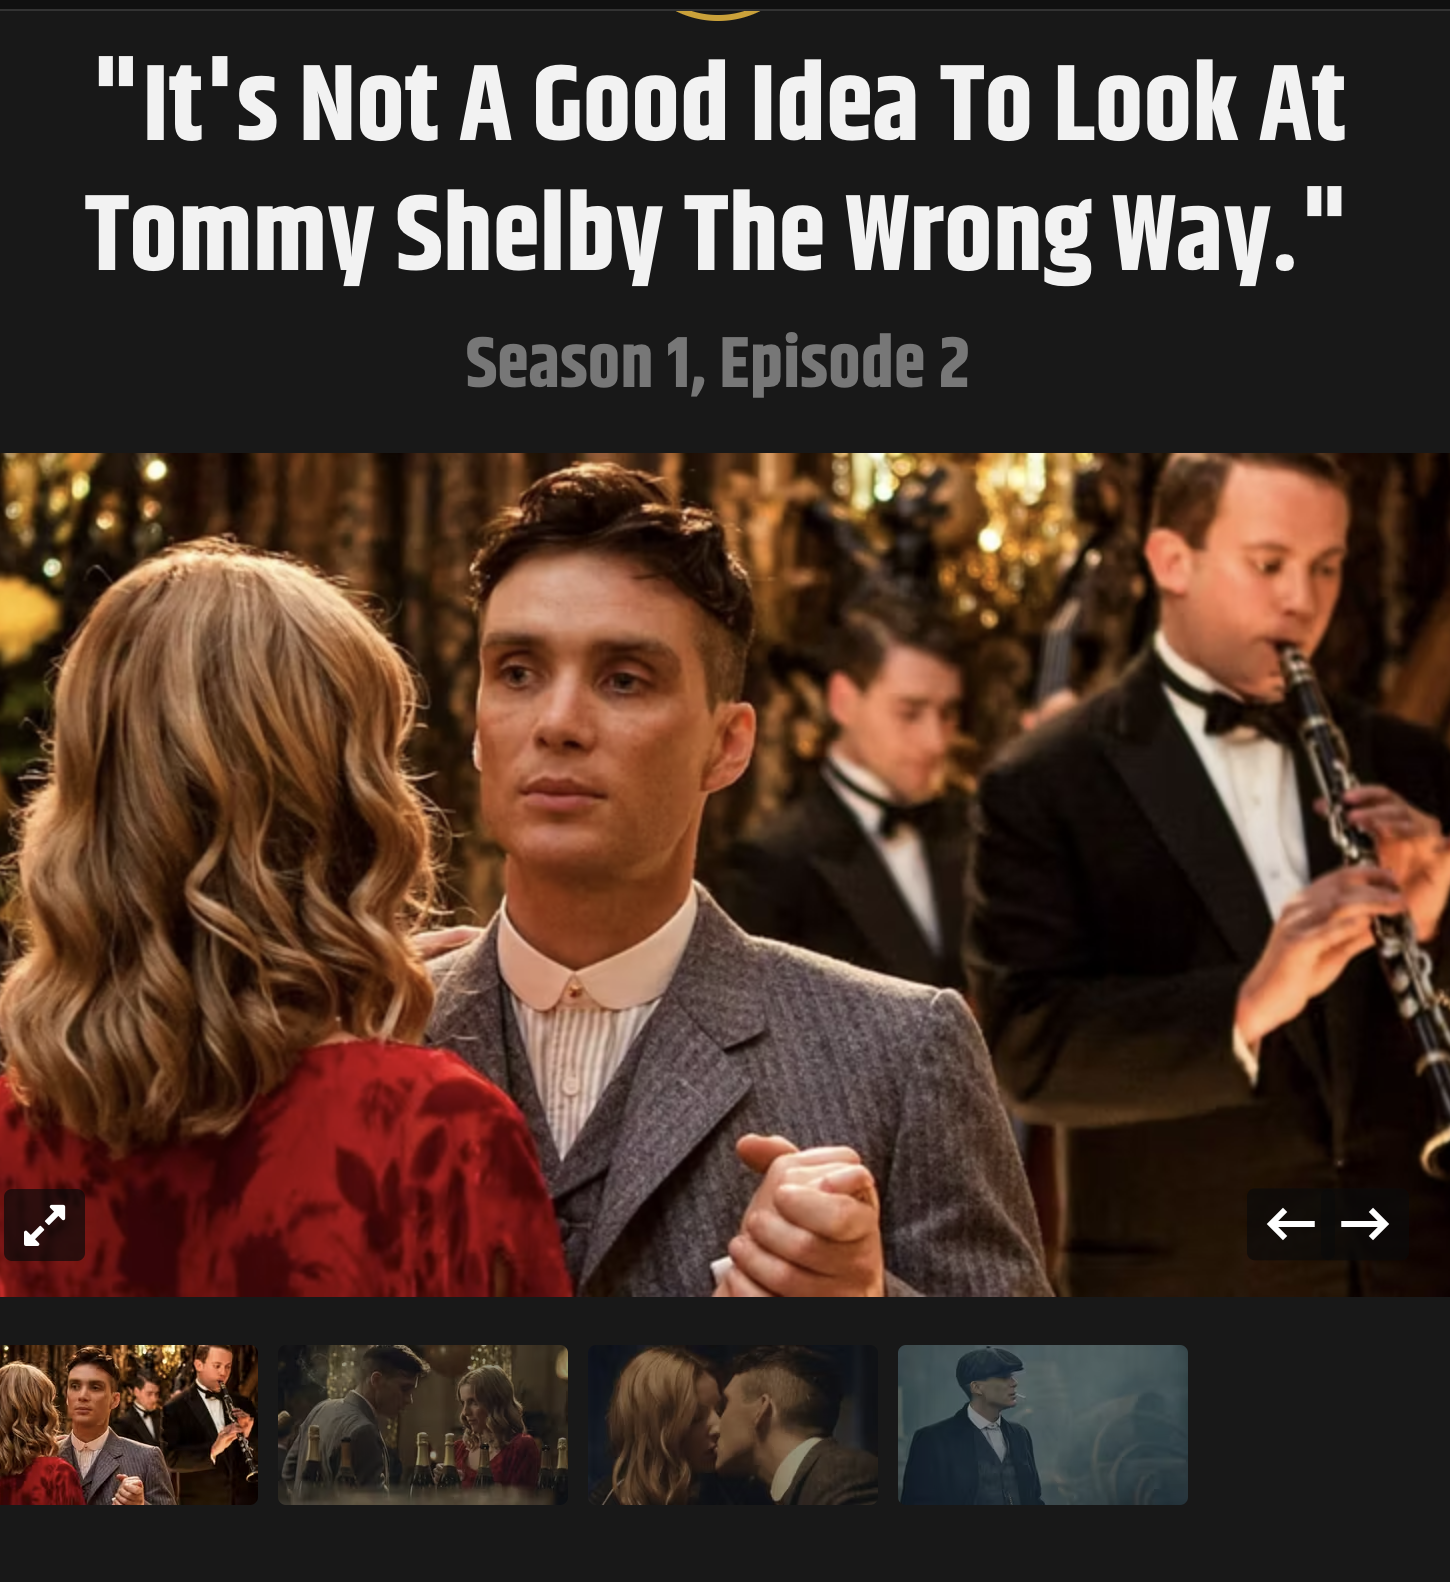 "It's Not A Good Idea To Look At
Tommy Shelby The Wrong Way."
Season 1, Episode 2